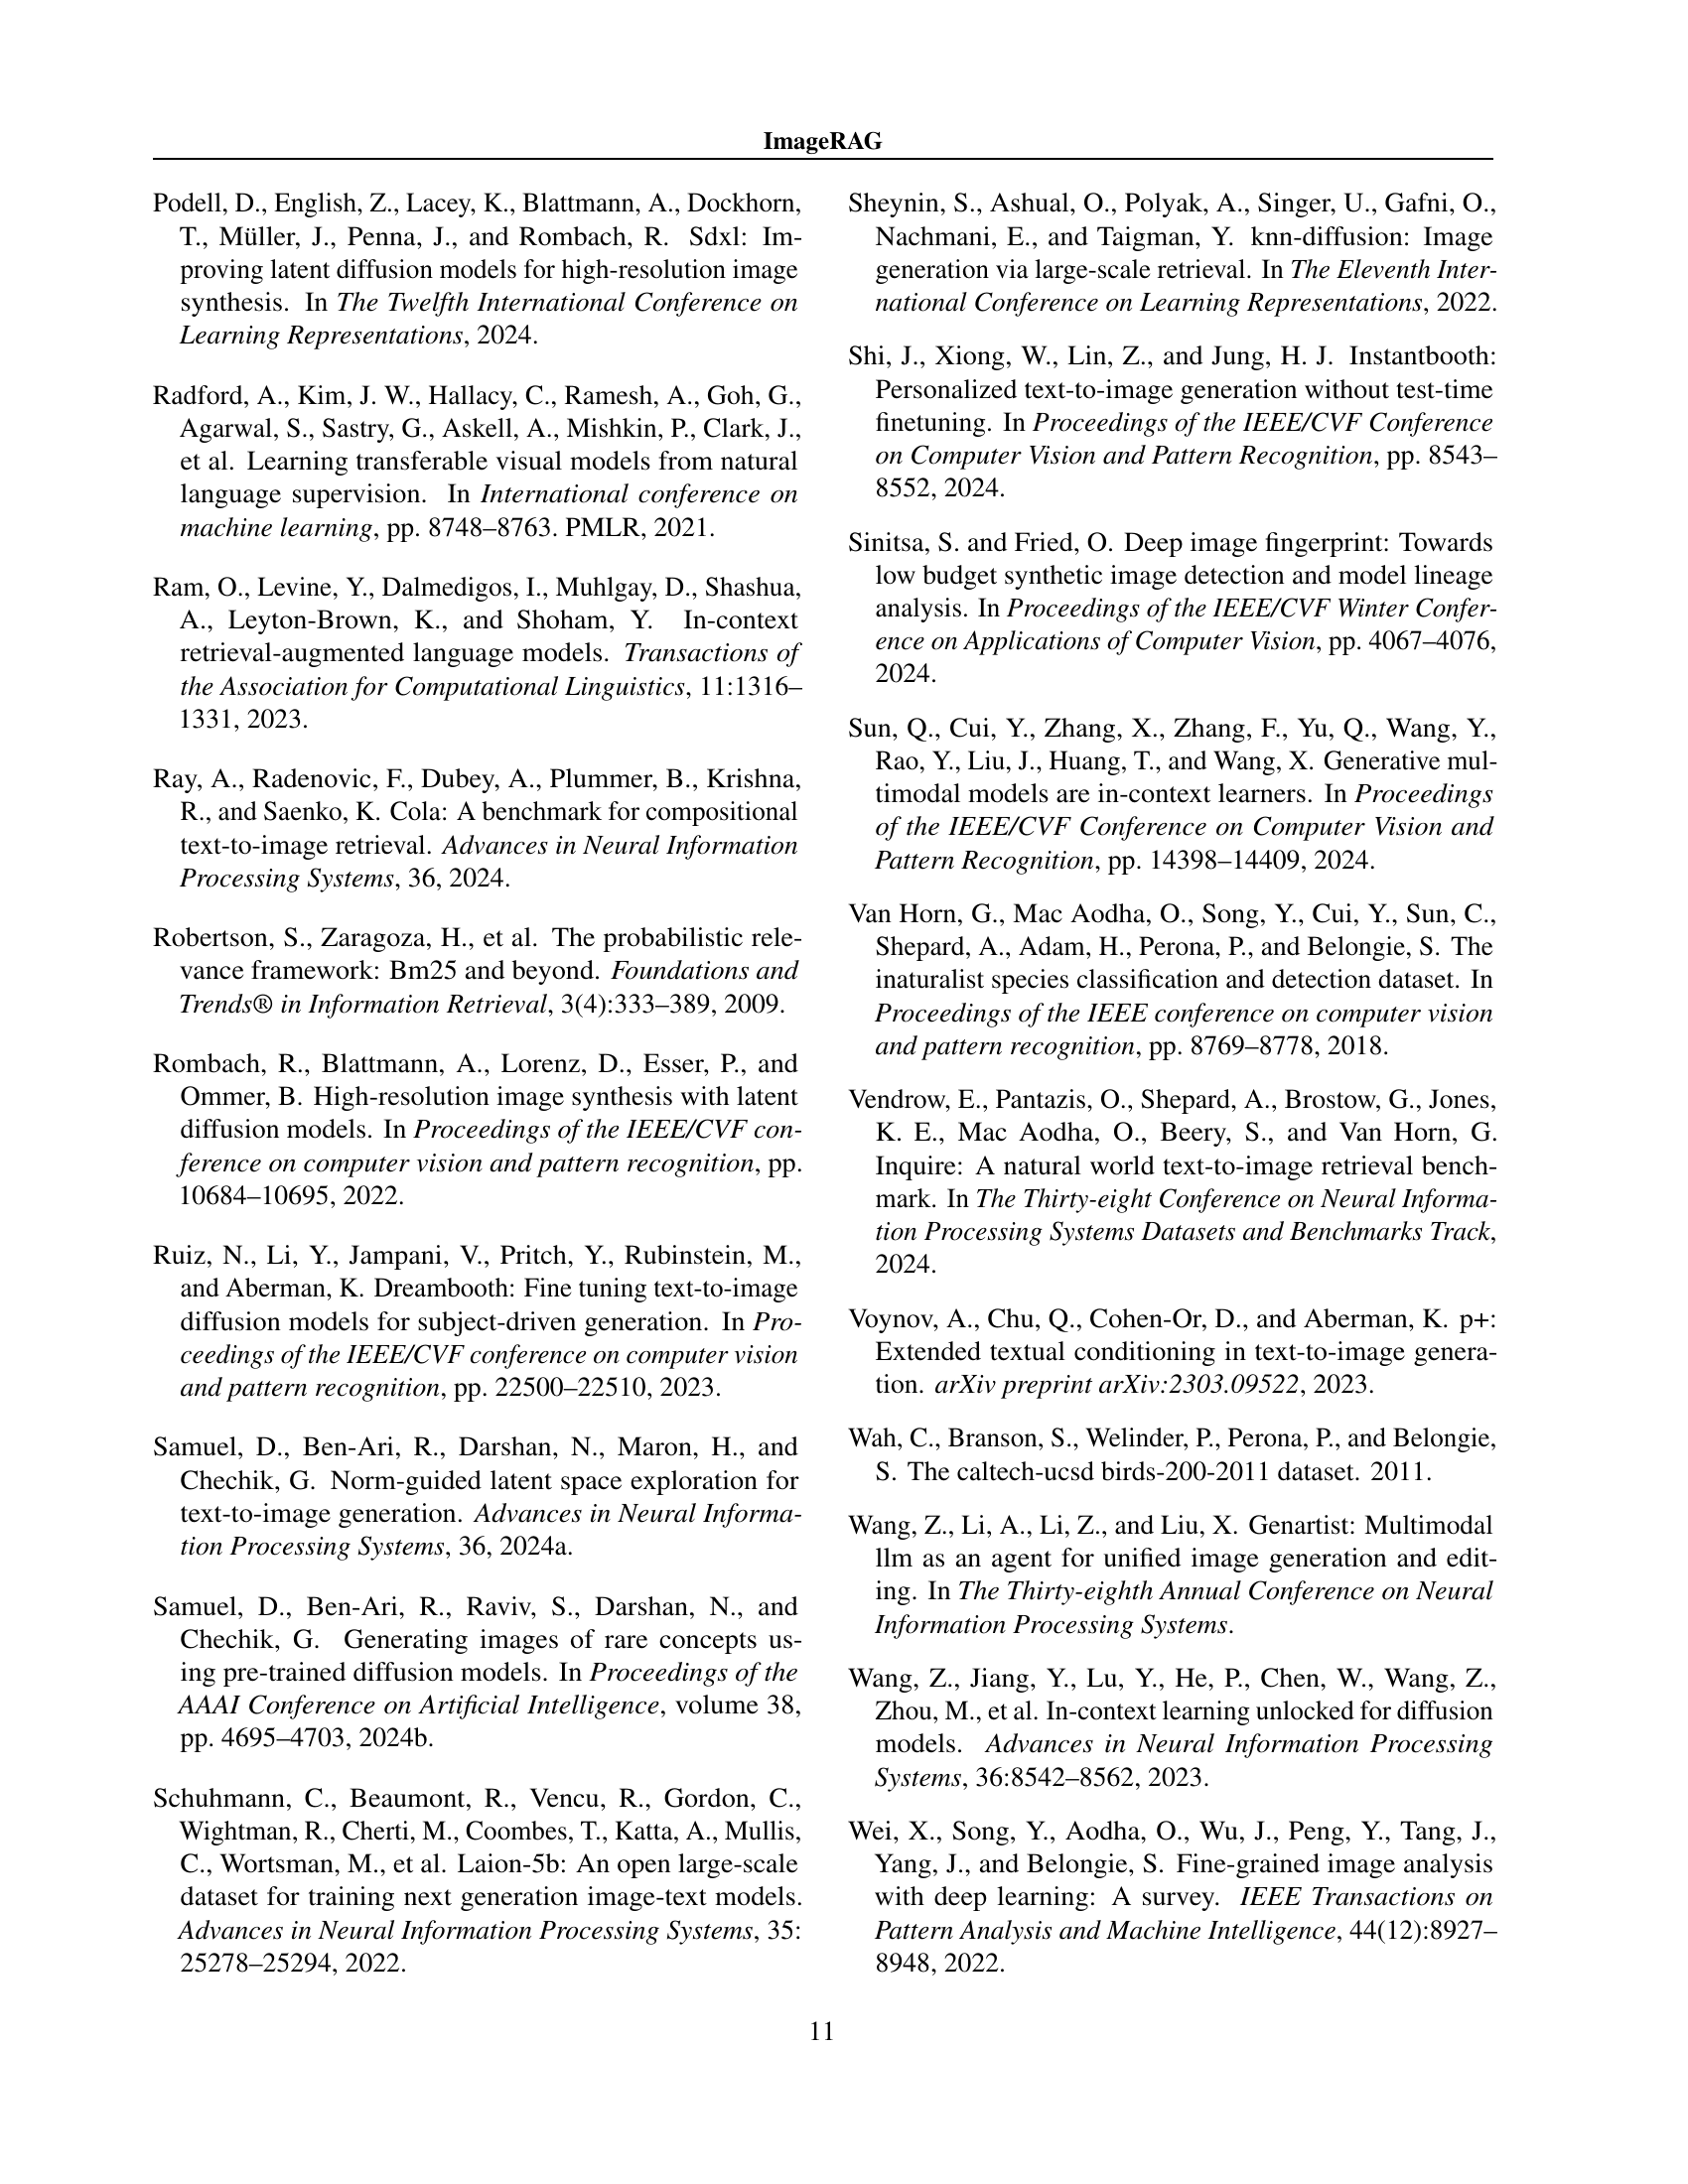 ImageRAG
Podell, D., English, Z., Lacey, K., Blattmann, A., Dockhorn,
T., Müller, J., Penna, J., and Rombach, R. Sdxl: Im-
proving latent diffusion models for high-resolution image
synthesis. In The Twelfth International Conference on
Learning Representations, 2024.
Radford, A., Kim, J. W., Hallacy, C., Ramesh, A., Goh, G.,
Agarwal, S., Sastry, G., Askell, A., Mishkin, P., Clark, J.,
et al. Learning transferable visual models from natural
language supervision. In International conference on
machine learning, pp. 8748–8763. PMLR, 2021.
Ram, O., Levine, Y., Dalmedigos, I., Muhlgay, D., Shashua,
A., Leyton-Brown, K., and Shoham, Y. In-context
retrieval-augmented language models. Transactions of
the Association for Computational Linguistics, 11:1316–
1331, 2023.
Ray, A., Radenovic, F., Dubey, A., Plummer, B., Krishna,
R., and Saenko, K. Cola: A benchmark for compositional
text-to-image retrieval. Advances in Neural Information
Processing Systems, 36, 2024.
Robertson, S., Zaragoza, H., et al. The probabilistic rele-
vance framework: Bm25 and beyond. Foundations and
Trends® in Information Retrieval, 3(4):333–389, 2009.
Rombach, R., Blattmann, A., Lorenz, D., Esser, P., and
Ommer, B. High-resolution image synthesis with latent
diffusion models. In Proceedings of the IEEE/CVF con-
ference on computer vision and pattern recognition, pp.
10684–10695, 2022.
Ruiz, N., Li, Y., Jampani, V., Pritch, Y., Rubinstein, M.,
and Aberman, K. Dreambooth: Fine tuning text-to-image
diffusion models for subject-driven generation. In Pro-
ceedings of the IEEE/CVF conference on computer vision
and pattern recognition, pp. 22500–22510, 2023.
Samuel, D., Ben-Ari, R., Darshan, N., Maron, H., and
Chechik, G. Norm-guided latent space exploration for
text-to-image generation. Advances in Neural Informa-
tion Processing Systems, 36, 2024a.
Samuel, D., Ben-Ari, R., Raviv, S., Darshan, N., and
Chechik, G. Generating images of rare concepts us-
ing pre-trained diffusion models. In Proceedings of the
AAAI Conference on Artificial Intelligence, volume 38,
pp. 4695–4703, 2024b.
Schuhmann, C., Beaumont, R., Vencu, R., Gordon, C.,
Wightman, R., Cherti, M., Coombes, T., Katta, A., Mullis,
C., Wortsman, M., et al. Laion-5b: An open large-scale
dataset for training next generation image-text models.
Advances in Neural Information Processing Systems, 35:
25278–25294, 2022.
Sheynin, S., Ashual, O., Polyak, A., Singer, U., Gafni, O.,
Nachmani, E., and Taigman, Y. knn-diffusion: Image
generation via large-scale retrieval. In The Eleventh Inter-
national Conference on Learning Representations, 2022.
Shi, J., Xiong, W., Lin, Z., and Jung, H. J. Instantbooth:
Personalized text-to-image generation without test-time
finetuning. In Proceedings of the IEEE/CVF Conference
on Computer Vision and Pattern Recognition, pp. 8543–
8552, 2024.
Sinitsa, S. and Fried, O. Deep image fingerprint: Towards
low budget synthetic image detection and model lineage
analysis. In Proceedings of the IEEE/CVF Winter Confer-
ence on Applications of Computer Vision, pp. 4067–4076,
2024.
Sun, Q., Cui, Y., Zhang, X., Zhang, F., Yu, Q., Wang, Y.,
Rao, Y., Liu, J., Huang, T., and Wang, X. Generative mul-
timodal models are in-context learners. In Proceedings
of the IEEE/CVF Conference on Computer Vision and
Pattern Recognition, pp. 14398–14409, 2024.
Van Horn, G., Mac Aodha, O., Song, Y., Cui, Y., Sun, C.,
Shepard, A., Adam, H., Perona, P., and Belongie, S. The
inaturalist species classification and detection dataset. In
Proceedings of the IEEE conference on computer vision
and pattern recognition, pp. 8769–8778, 2018.
Vendrow, E., Pantazis, O., Shepard, A., Brostow, G., Jones,
K. E., Mac Aodha, O., Beery, S., and Van Horn, G.
Inquire: A natural world text-to-image retrieval bench-
mark. In The Thirty-eight Conference on Neural Informa-
tion Processing Systems Datasets and Benchmarks Track,
2024.
Voynov, A., Chu, Q., Cohen-Or, D., and Aberman, K. p+:
Extended textual conditioning in text-to-image genera-
tion. arXiv preprint arXiv:2303.09522, 2023.
Wah, C., Branson, S., Welinder, P., Perona, P., and Belongie,
S. The caltech-ucsd birds-200-2011 dataset. 2011.
Wang, Z., Li, A., Li, Z., and Liu, X. Genartist: Multimodal
llm as an agent for unified image generation and edit-
ing. In The Thirty-eighth Annual Conference on Neural
Information Processing Systems.
Wang, Z., Jiang, Y., Lu, Y., He, P., Chen, W., Wang, Z.,
Zhou, M., et al. In-context learning unlocked for diffusion
models. Advances in Neural Information Processing
Systems, 36:8542–8562, 2023.
Wei, X., Song, Y., Aodha, O., Wu, J., Peng, Y., Tang, J.,
Yang, J., and Belongie, S. Fine-grained image analysis
with deep learning: A survey. IEEE Transactions on
Pattern Analysis and Machine Intelligence, 44(12):8927–
8948, 2022.
11